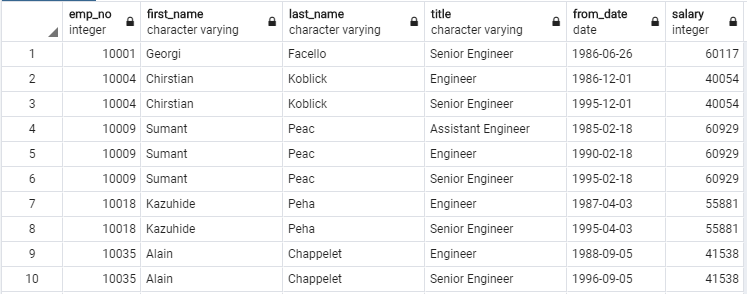 emp_no first_name last_name title from_date salary
integer character varying character varying character varying date integer
1 10001 Georgi Facello Senior Engineer 1986-06-26 60117
2 10004 Chirstian Koblick Engineer 1986-12-01 40054
3 10004 Chirstian Koblick Senior Engineer 1995-12-01 40054
4 10009 Sumant Peac Assistant Engineer 1985-02-18 60929
5 10009 Sumant Peac Engineer 1990-02-18 60929
6 10009 Sumant Peac Senior Engineer 1995-02-18 60929
7 10018 Kazuhide Peha Engineer 1987-04-03 55881
8 10018 Kazuhide Peha Senior Engineer 1995-04-03 55881
9 10035 Alain Chappelet Engineer 1988-09-05 41538
10 10035 Alain Chappelet Senior Engineer 1996-09-05 41538